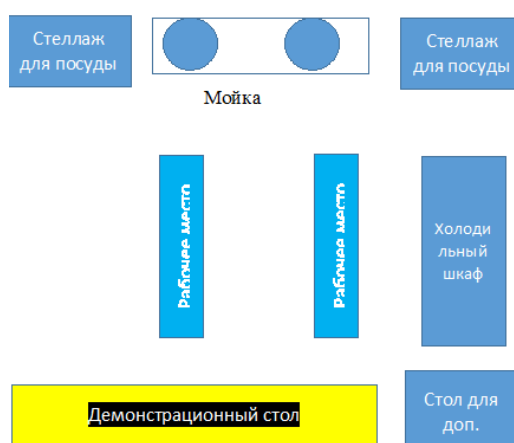 Стеллаж
для посуды
Стеллаж
для посуды
Мойка
Рабочее место
Рабочее место
Холоди
льный
шкаф
Демонстрационный стол
Стол для
доп.